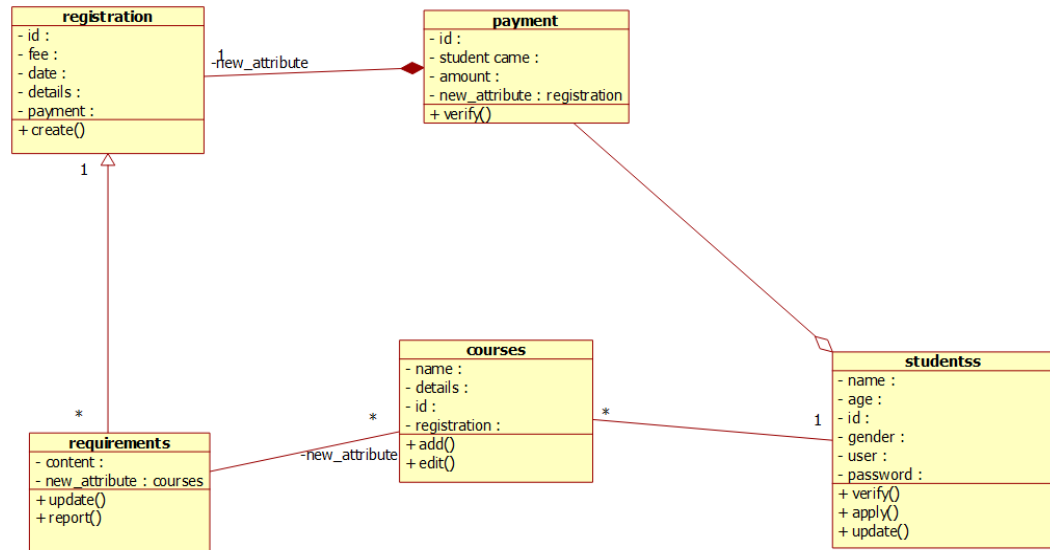 registration
- id :
- fee :
- date :
- details :
- payment :
+ create()
1
-new_attribute
payment
- id :
- student came :
- amount :
- new_attribute : registration
+ verify()
1
*
requirements
- content :
- new_attribute : courses
+ update()
+ report()
*
-new_attribute
courses
- name :
- details :
- id :
- registration :
+ add()
+ edit()
*
1
studentss
- name :
- age :
- id :
- gender :
- user :
- password :
+ verify()
+ apply()
+ update()